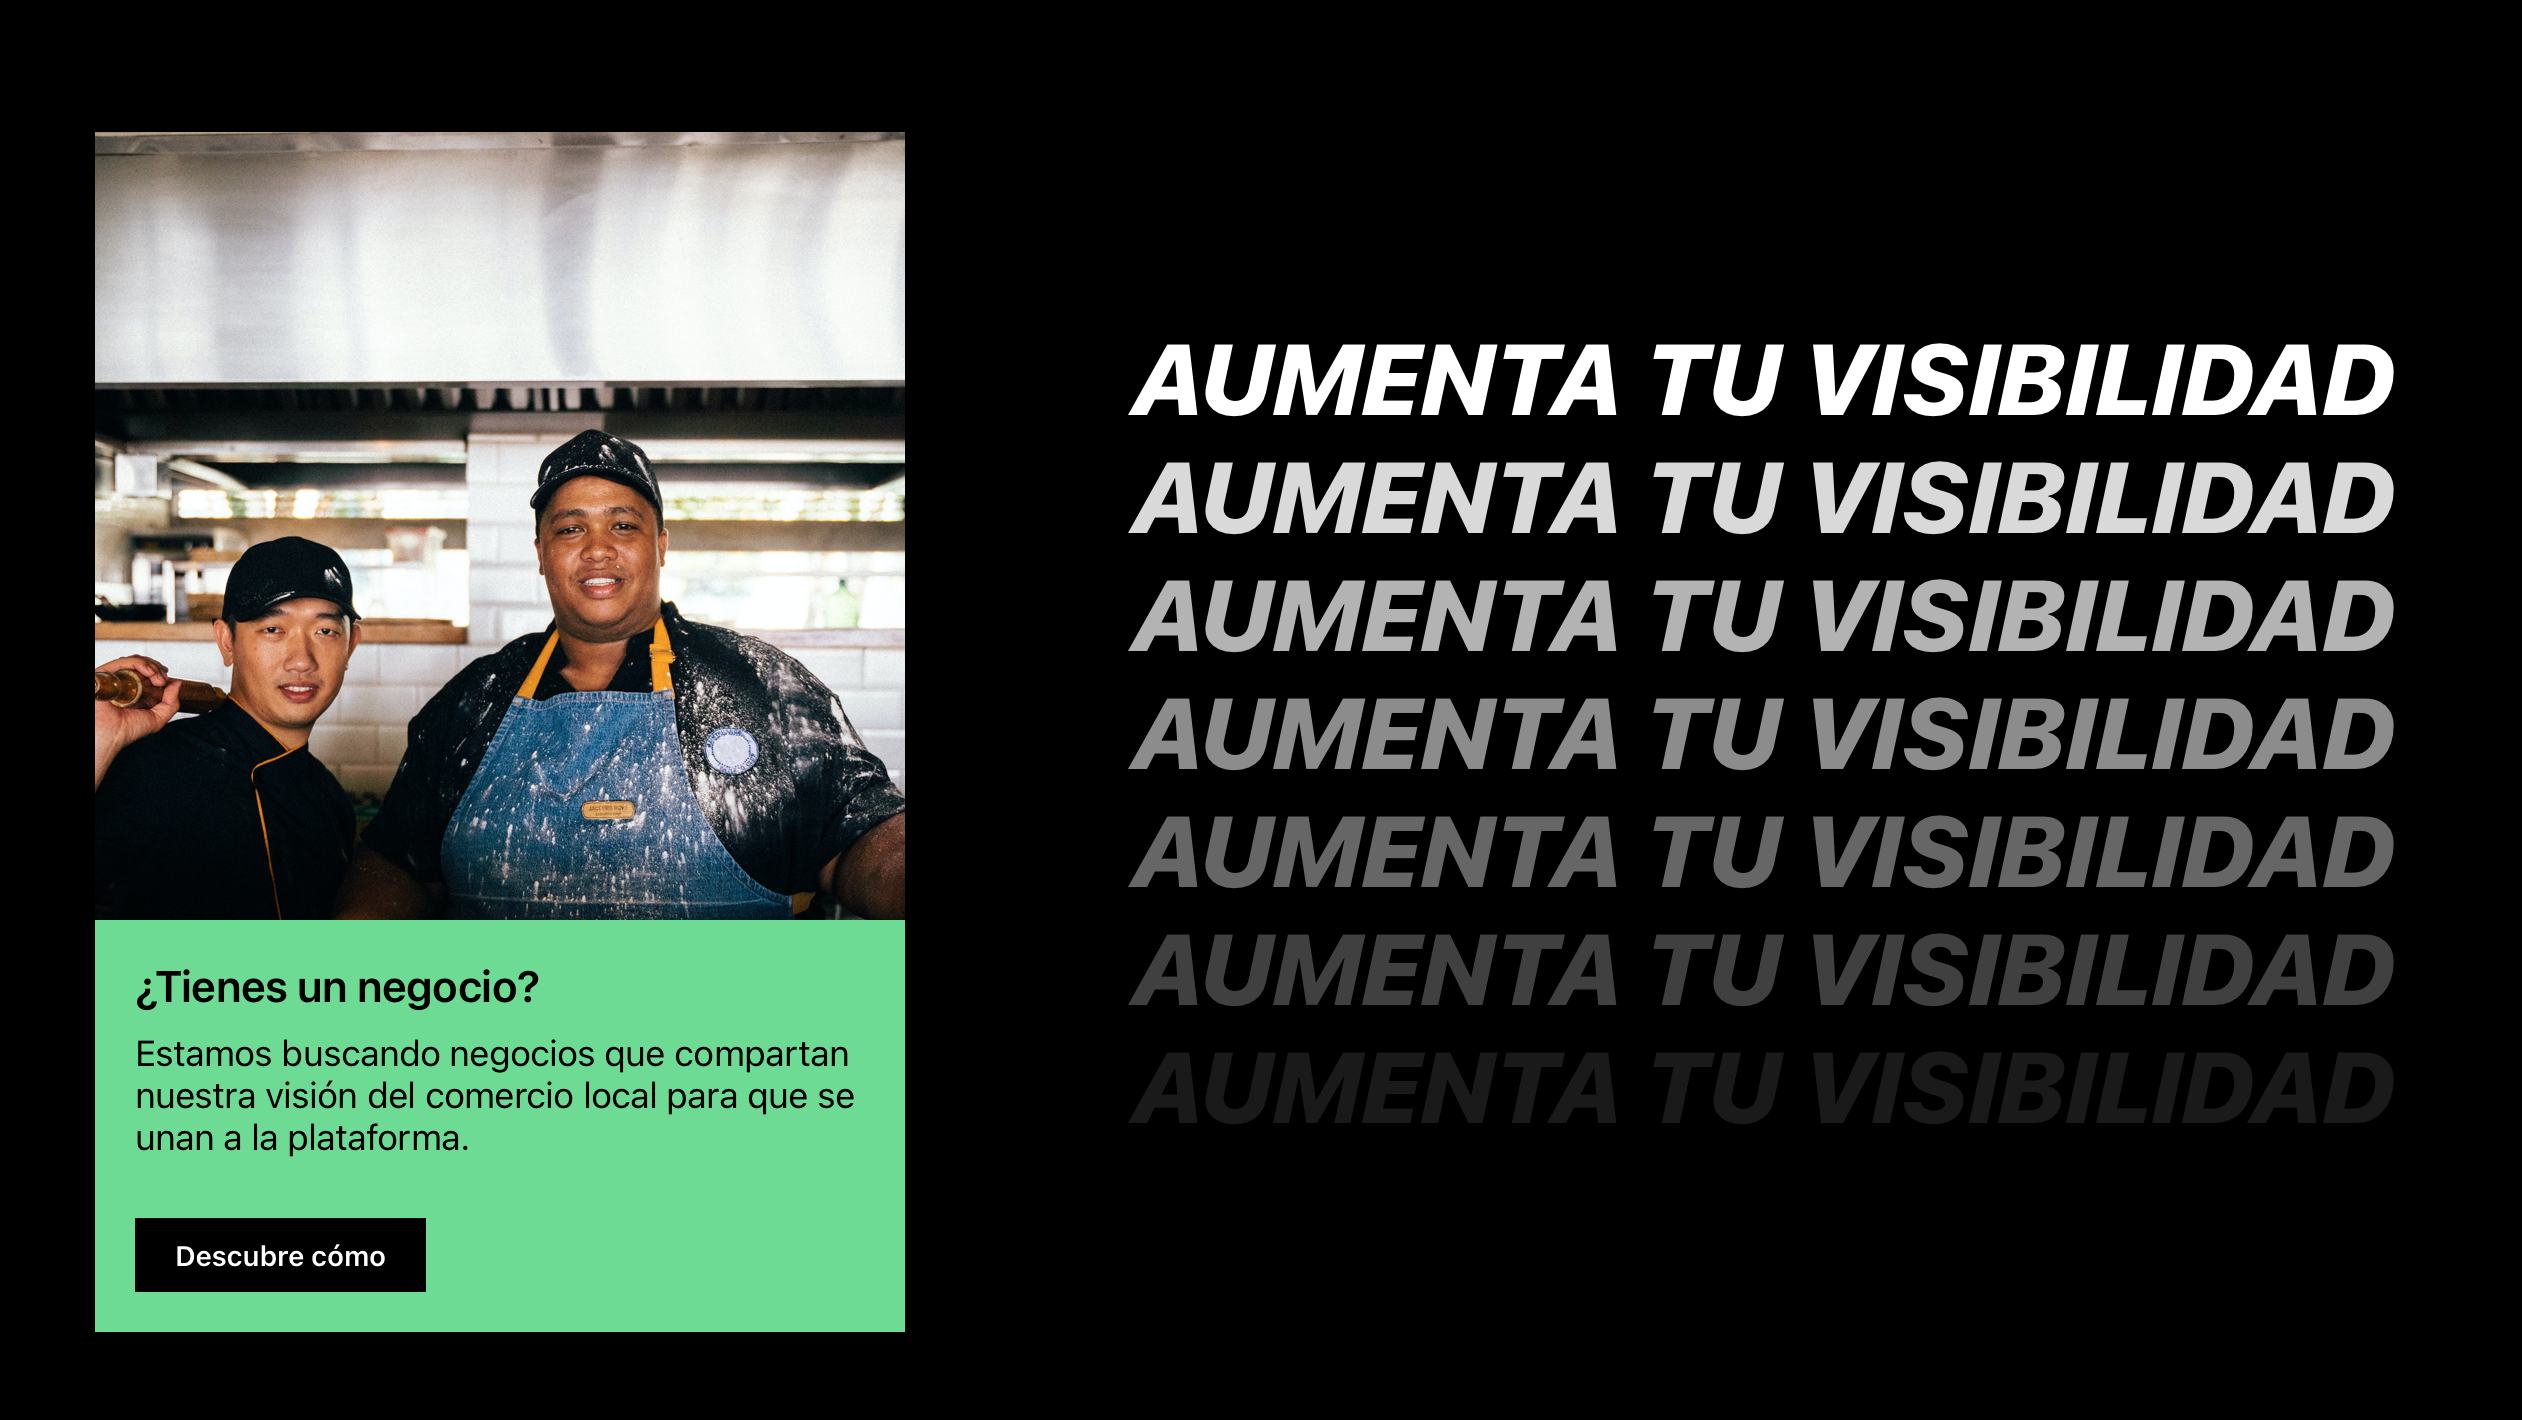 ¿Tienes un negocio?
Estamos buscando negocios que compartan
nuestra visión del comercio local para que se
unan a la plataforma.
Descubre cómo
AUMENTA TU VISIBILIDAD
AUMENTA TU VISIBILIDAD
AUMENTA TU VISIBILIDAD
AUMENTA TU VISIBILIDAD
AUMENTA TU VISIBILIDAD
AUMENTA TU VISIBILIDAD
AUMENTA TU VISIBILIDAD